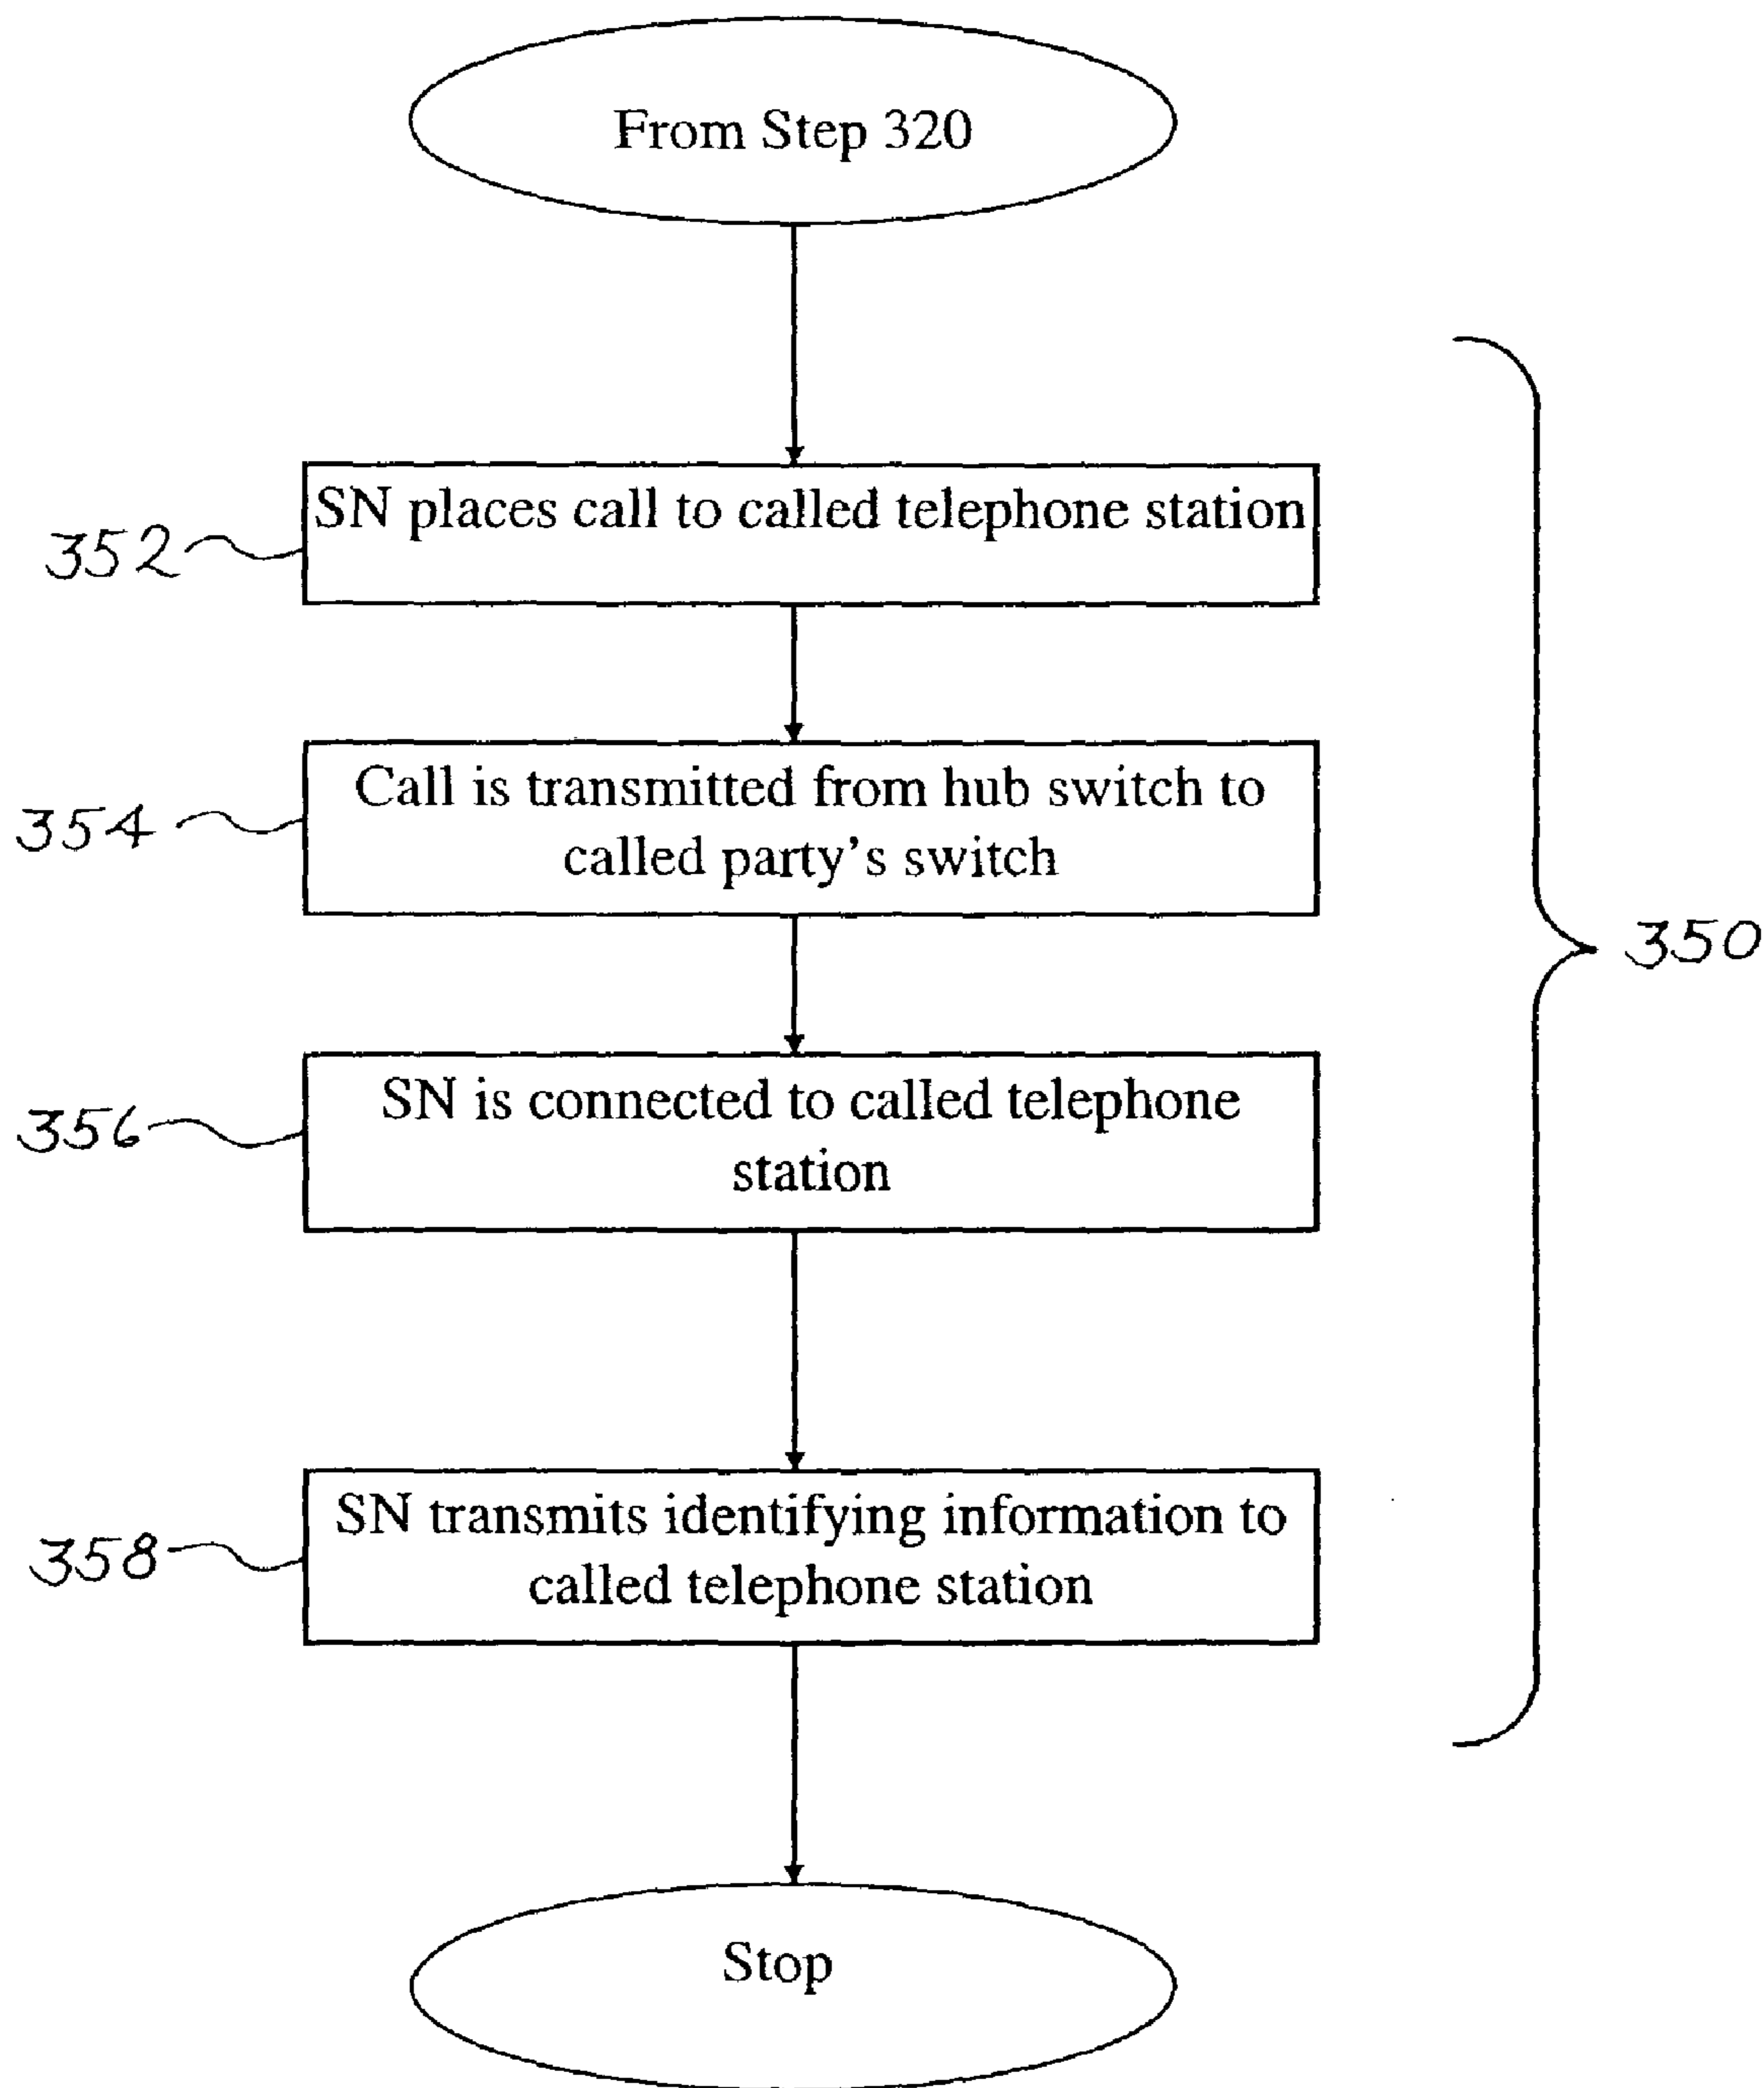 From Step 320
SN places call to called telephone station
352
Call is transmitted from hub switch to
called party's switch
354
350
SN is connected to called telephone
station
356
SN transmits identifying information to
called telephone station
358
Stop